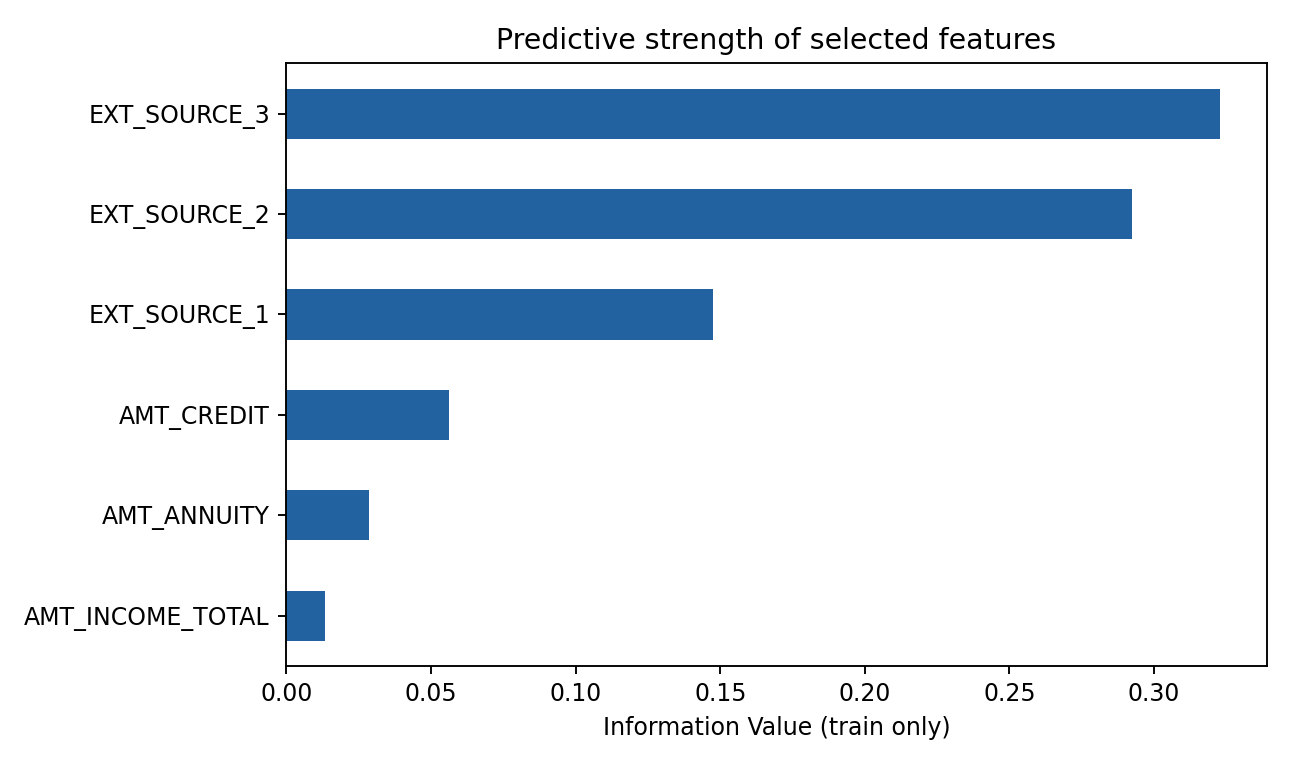 Predictive strength of selected features
EXT_SOURCE_3
EXT_SOURCE_2
EXT_SOURCE_1
AMT_CREDIT
AMT_ANNUITY
AMT_INCOME_TOTAL
0.00 0.05 0.10 0.15 0.20 0.25 0.30
Information Value (train only)